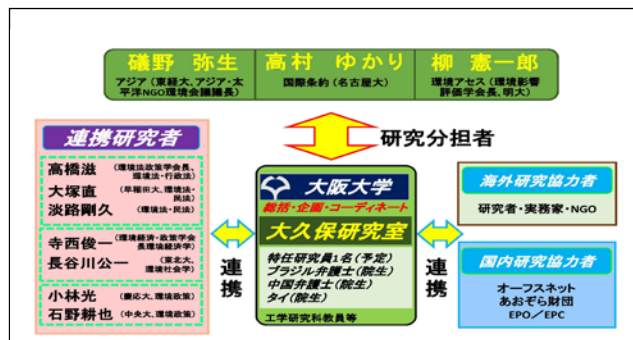 礒野 弥生
アジア（東経大、アジア・太
平洋NGO環境会議議長）
高村 ゆかり
国際条約（名古屋大）
柳 憲一郎
環境アセス（環境影響
評価学会長、明大）
研究分担者
連携研究者
高橋滋 （環境法政策学会長、
環境法・行政法）
大塚直 （早稲田大、環境法・
民法）
淡路剛久 （環境法・民法）
寺西俊一 （環境経済・政策学会
長環境経済学）
長谷川公一 （東北大、
環境社会学）
小林光 （慶応大、環境政策）
石野耕也 （中央大、環境政策）
連携
大阪大学
総括・企画・コーディネート
大久保研究室
特任研究員1名（予定）
ブラジル弁護士（院生）
中国弁護士（院生）
タイ（院生）
工学研究科教員等
連携
海外研究協力者
研究者・実務家・NGO
国内研究協力者
オーフスネット
あおぞら財団
EPO／EPC